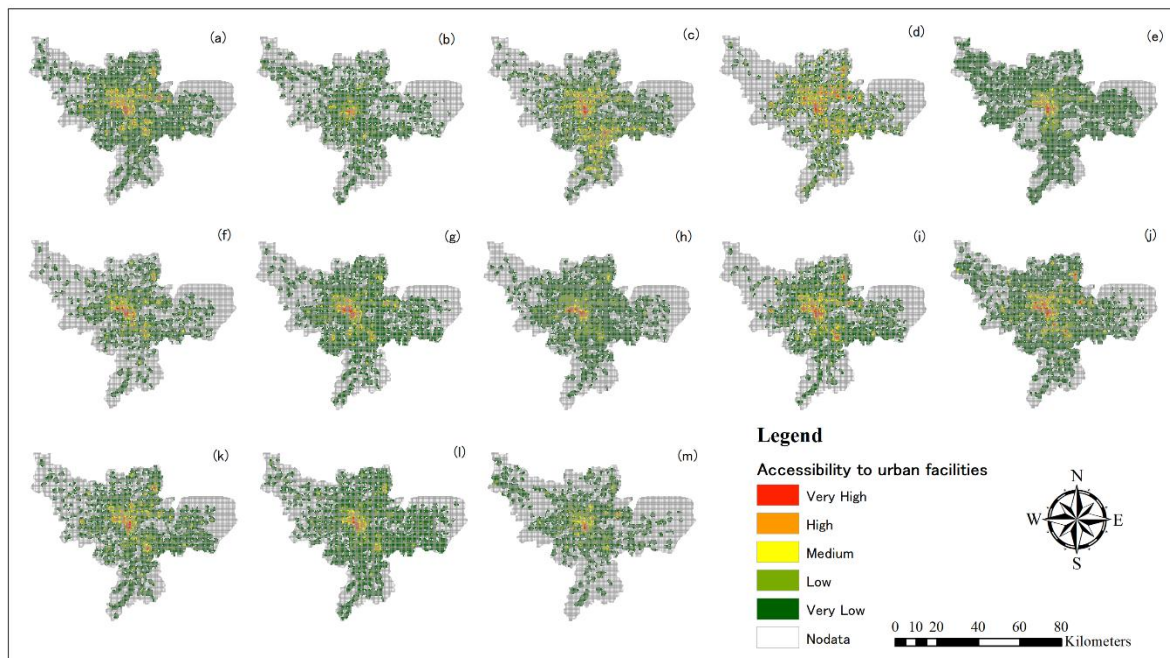 (a)
(b)
(c)
(d)
(e)
(f)
(g)
(h)
(i)
(j)
(k)
(l)
(m)
Legend
Accessibility to urban facilities
Very High
High
Medium
Low
Very Low
Nodata
N
W E
S
0 10 20 40 60 80
Kilometers